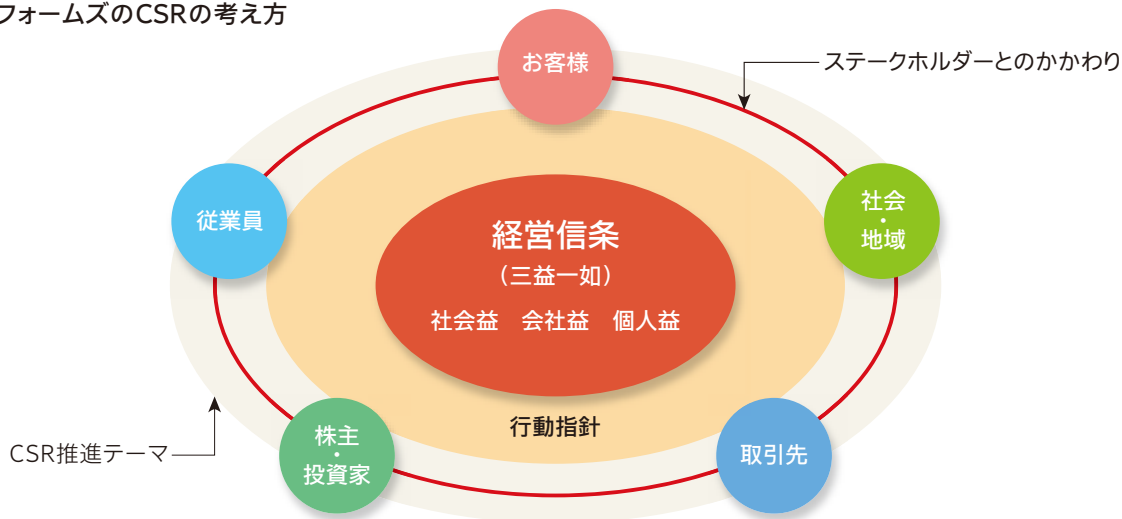 フォームズのCSRの考え方
お客様
ステークホルダーとのかかわり
従業員
社会
・
地域
経営信条
（三益一如）
社会益　会社益　個人益
行動指針
CSR推進テーマ
株主
・
投資家
取引先